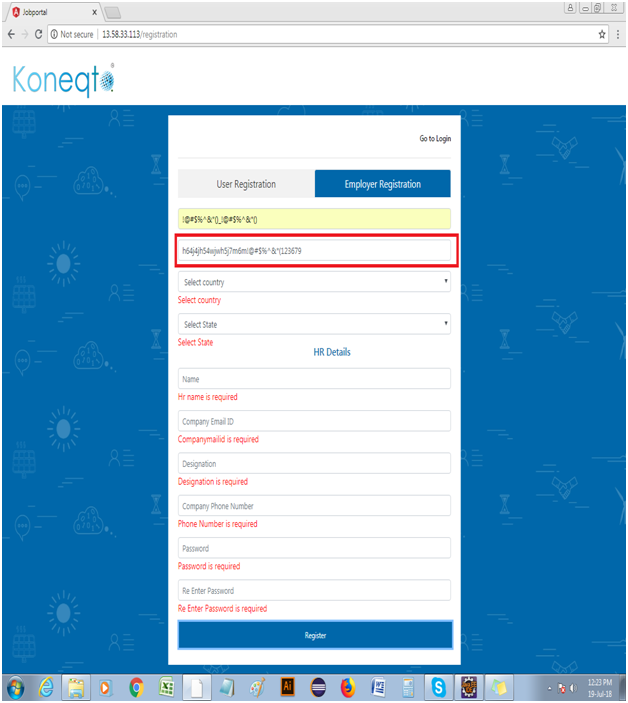 Jobportal
Not secure | 13.58.33.113/registration
Koneqto
Go to Login
User Registration
Employer Registration
!@#$%^&*()_!@#$%^&*()
h64j4jh54wjwh5j7m6m!@#$%^&*(123679
Select country
Select country
Select State
Select State
HR Details
Name
Hr name is required
Company Email ID
Companymailid is required
Designation
Designation is required
Company Phone Number
Phone Number is required
Password
Password is required
Re Enter Password
Re Enter Password is required
Register
12:23 PM
19-Jul-18